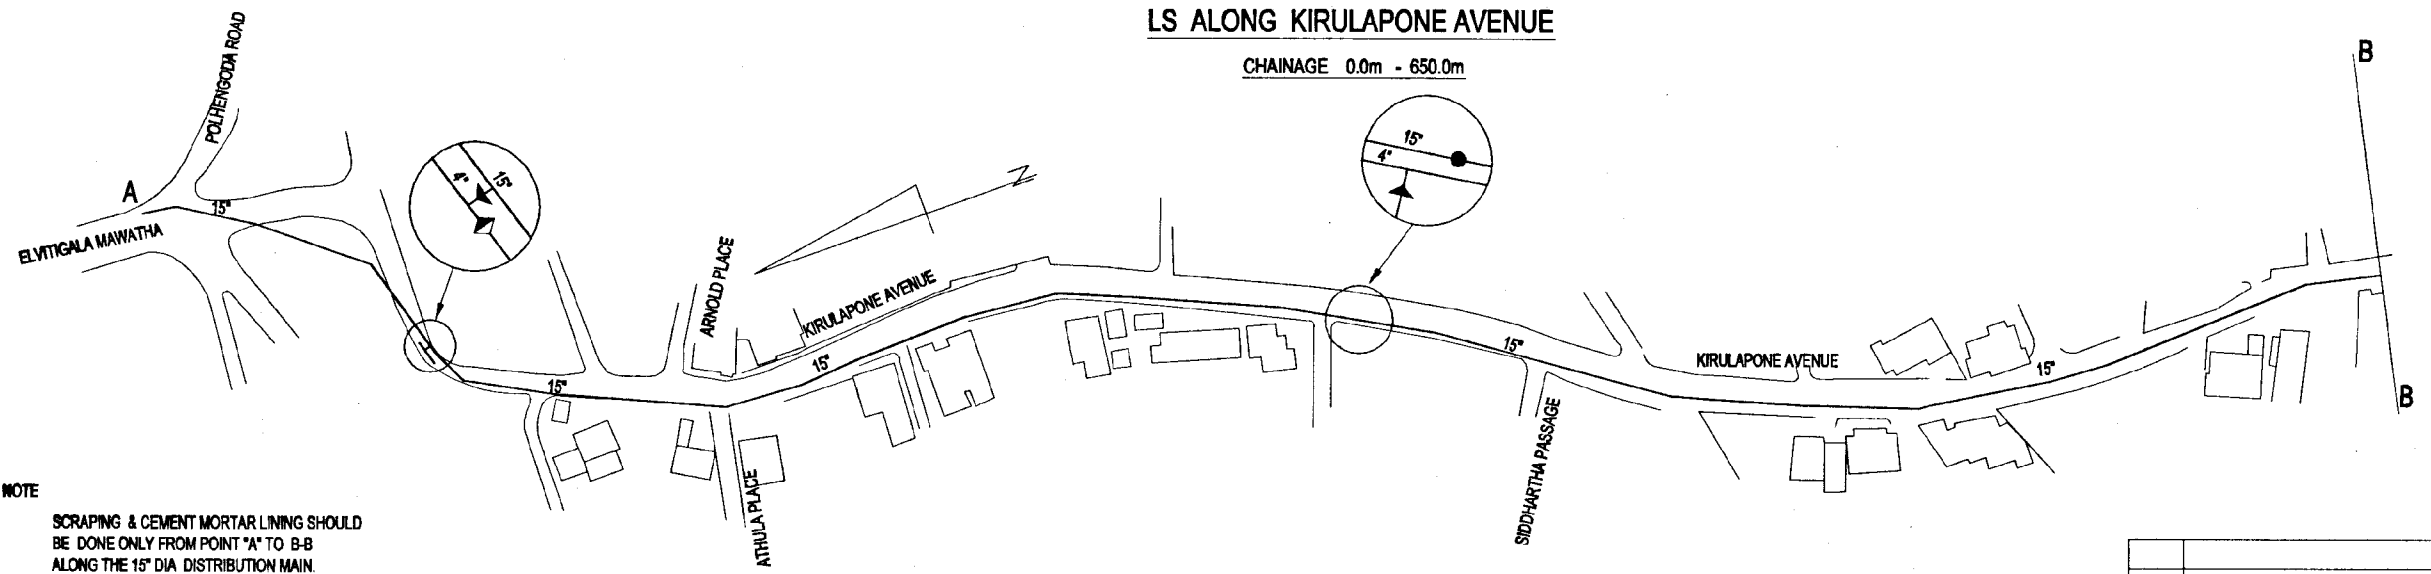 LS ALONG KIRULAPONE AVENUE
CHAINAGE 0.0m - 650.0m
POLHENGODA ROAD
A
ELVITIGALA MAWATHA
15"
4"
15"
ARNOLD PLACE
KIRULAPONE AVENUE
N
15"
4"
B
15"
15"
15"
KIRULAPONE AVENUE
15"
B
ATHULA PLACE
SIDDHARTHA PASSAGE
NOTE
SCRAPING & CEMENT MORTAR LINING SHOULD
BE DONE ONLY FROM POINT "A" TO B-B
ALONG THE 15" DIA DISTRIBUTION MAIN.